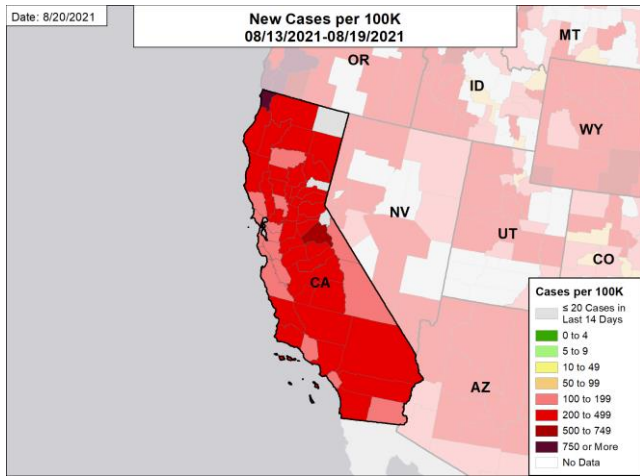 Date: 8/20/2021
New Cases per 100K
08/13/2021-08/19/2021
MT
OR
ID
WY
NV
UT
CO
CA
AZ
Cases per 100K
≤ 20 Cases in
Last 14 Days
0 to 4
5 to 9
10 to 49
50 to 99
100 to 199
200 to 499
500 to 749
750 or More
No Data